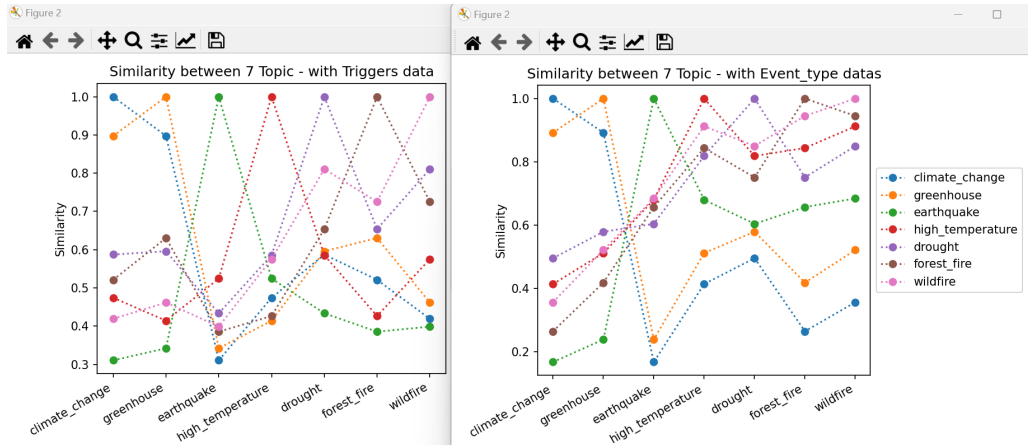 Figure 2
Similarity between 7 Topic - with Triggers data
Similarity
1.0
0.9
0.8
0.7
0.6
0.5
0.4
0.3
climate_change
greenhouse
earthquake
high_temperature
drought
forest_fire
wildfire
Figure 2
Similarity between 7 Topic - with Event_type datas
Similarity
1.0
0.8
0.6
0.4
0.2
climate_change
greenhouse
earthquake
high_temperature
drought
forest_fire
wildfire
climate_change
greenhouse
earthquake
high_temperature
drought
forest_fire
wildfire